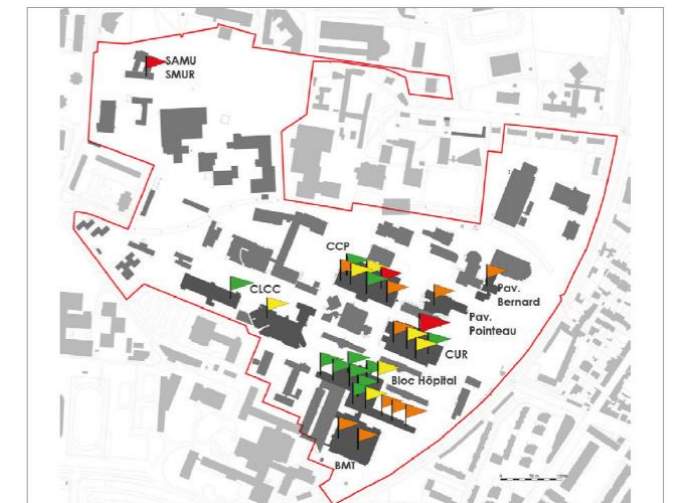 SAMU
SMUR
CCP
CLCC
Pav.
Bernard
Pav.
Pointeau
CUR
Bloc Hôpital
BMT